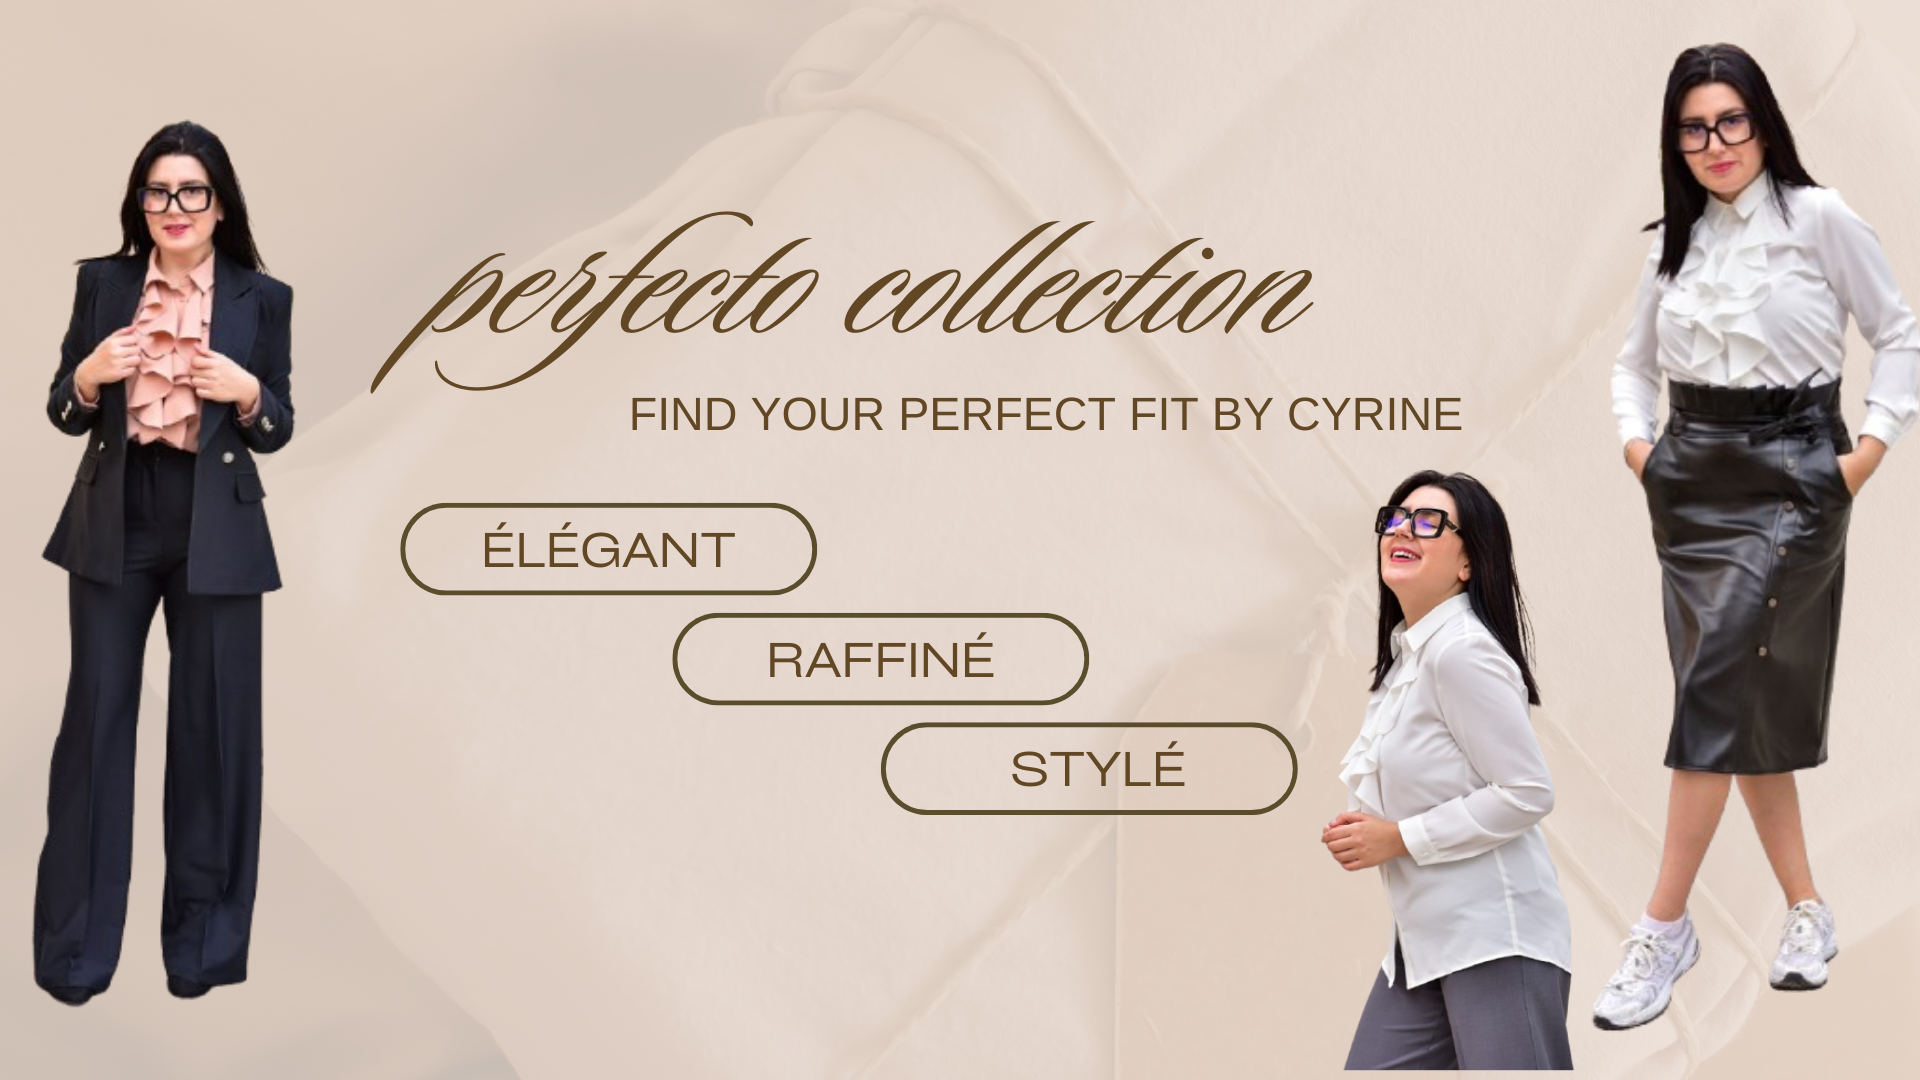 perfecto collection
FIND YOUR PERFECT FIT BY CYRINE
ÉLÉGANT
RAFFINÉ
STYLÉ